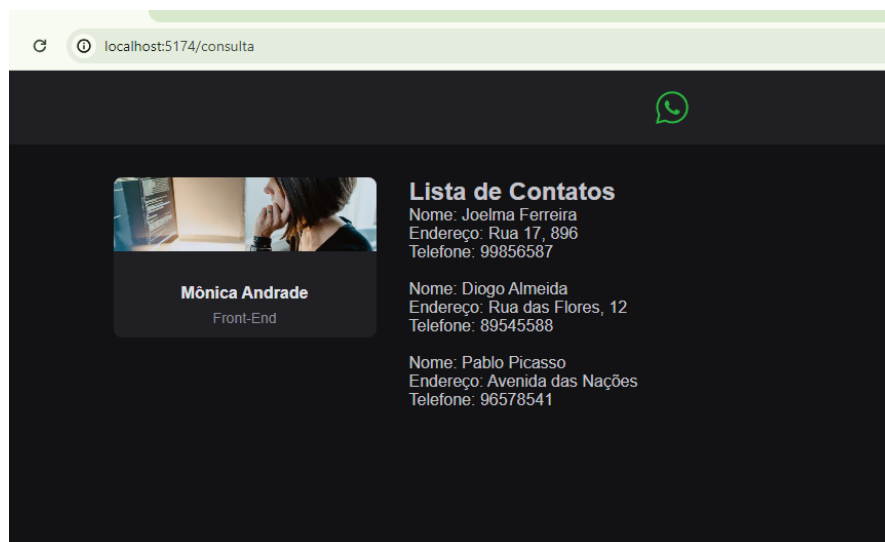 localhost:5174/consulta
Mônica Andrade
Front-End
Lista de Contatos
Nome: Joelma Ferreira
Endereço: Rua 17, 896
Telefone: 99856587
Nome: Diogo Almeida
Endereço: Rua das Flores, 12
Telefone: 89545588
Nome: Pablo Picasso
Endereço: Avenida das Nações
Telefone: 96578541